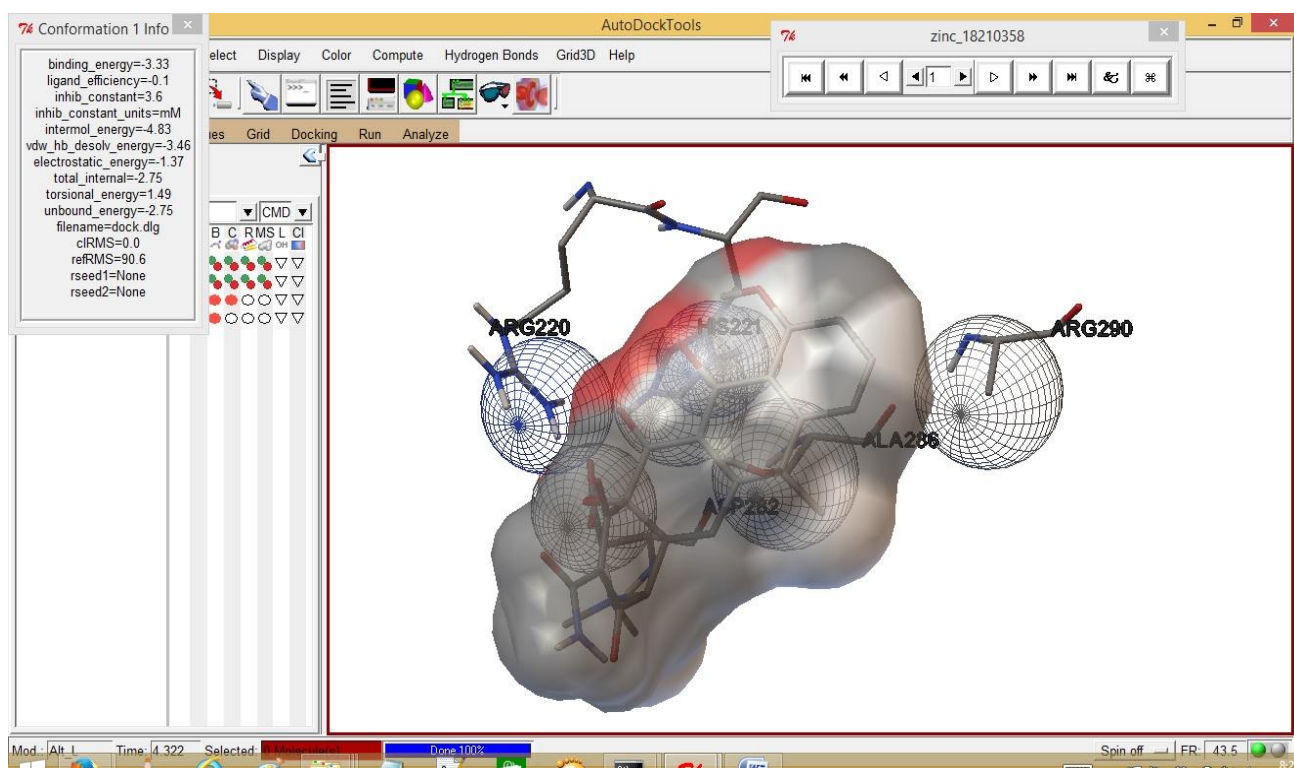 Conformation 1 Info
AutoDockTools
zinc_18210358
binding_energy=-3.33
ligand_efficiency=-0.1
inhib_constant=3.6
inhib_constant_units=mM
intermol_energy=-4.83
vdw_hb_desolv_energy=-3.46
electrostatic_energy=-1.37
total_internal=-2.75
torsional_energy=1.49
unbound_energy=-2.75
filename=dock.dlg
clRMS=0.0
refRMS=90.6
rseed1=None
rseed2=None
elect Display Color Compute Hydrogen Bonds Grid3D Help
1
Grid Docking Run Analyze
CMD
B C R MS L Cl
ARG220
HIS221
ARG290
ALA286
Mod.: Alt_L Time: 4.322 Selected: Done 100% Spin off FR: 43.5